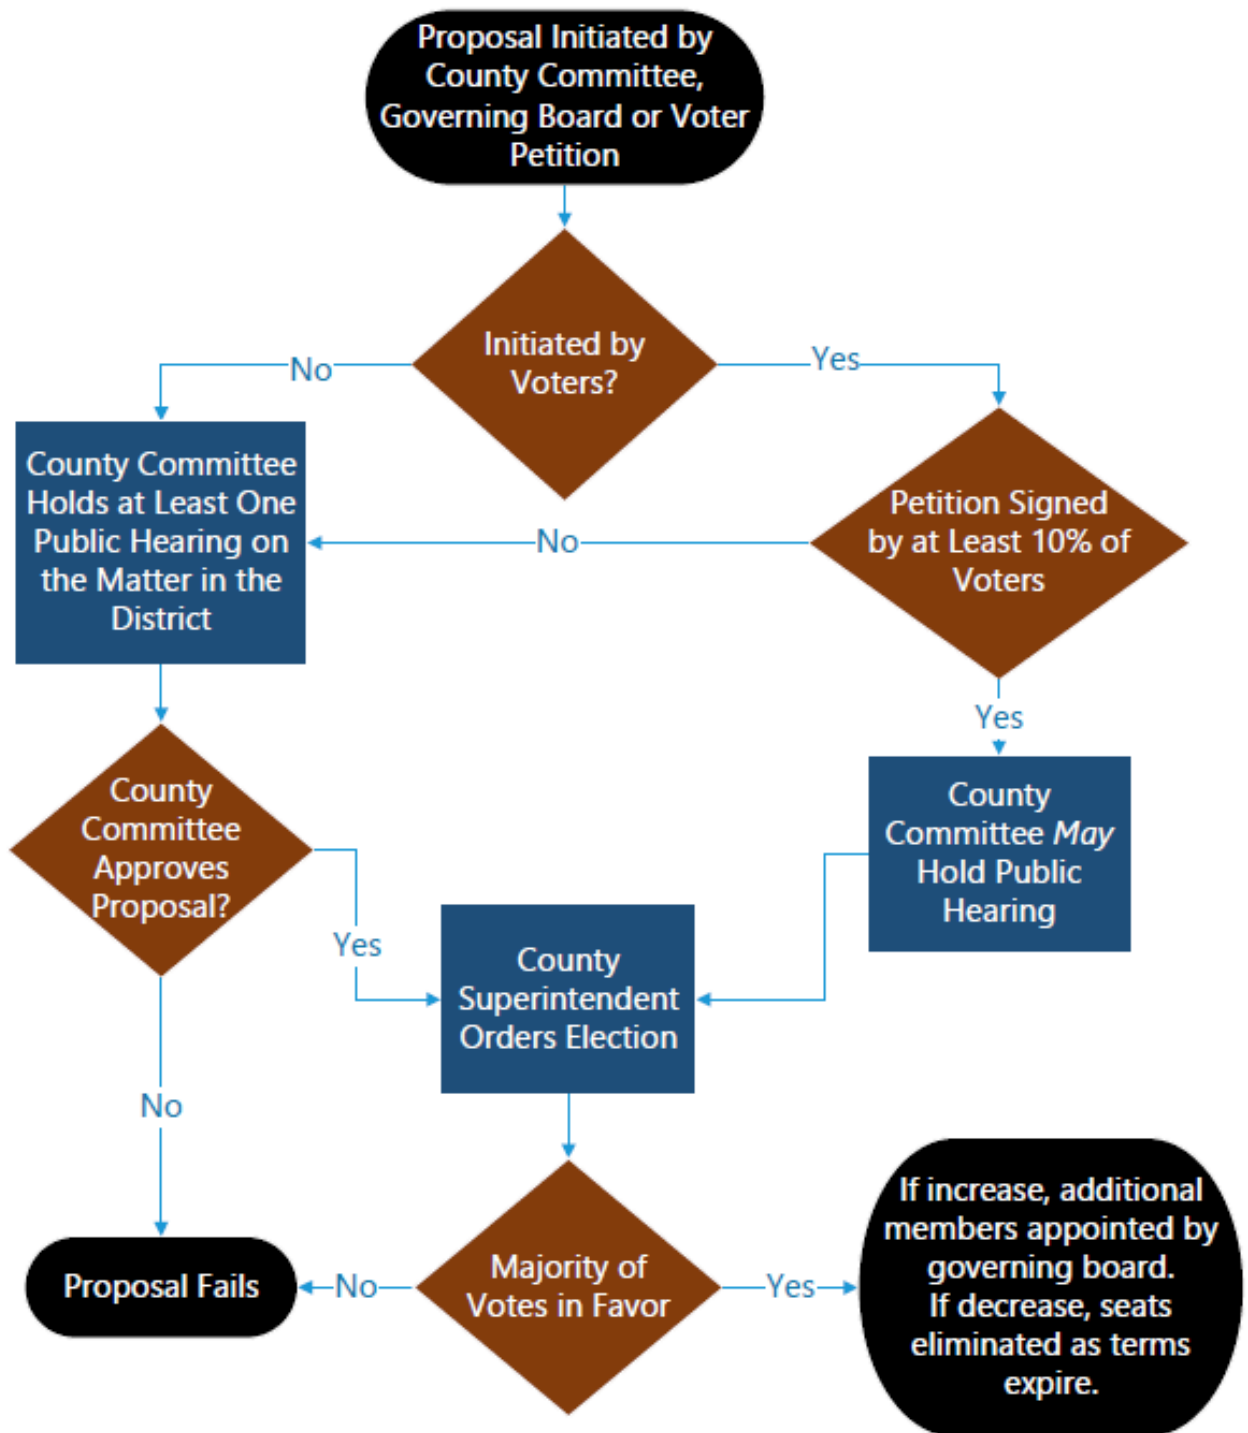 Proposal Initiated by
County Committee,
Governing Board or Voter
Petition
Initiated by
Voters?
No
Yes
County Committee
Holds at Least One
Public Hearing on
the Matter in the
District
Petition Signed
by at Least 10% of
Voters
No
Yes
County
Committee
Approves
Proposal?
County
Committee May
Hold Public
Hearing
Yes
County
Superintendent
Orders Election
No
Majority of
Votes in Favor
No
Proposal Fails
Yes
If increase, additional
members appointed by
governing board.
If decrease, seats
eliminated as terms
expire.